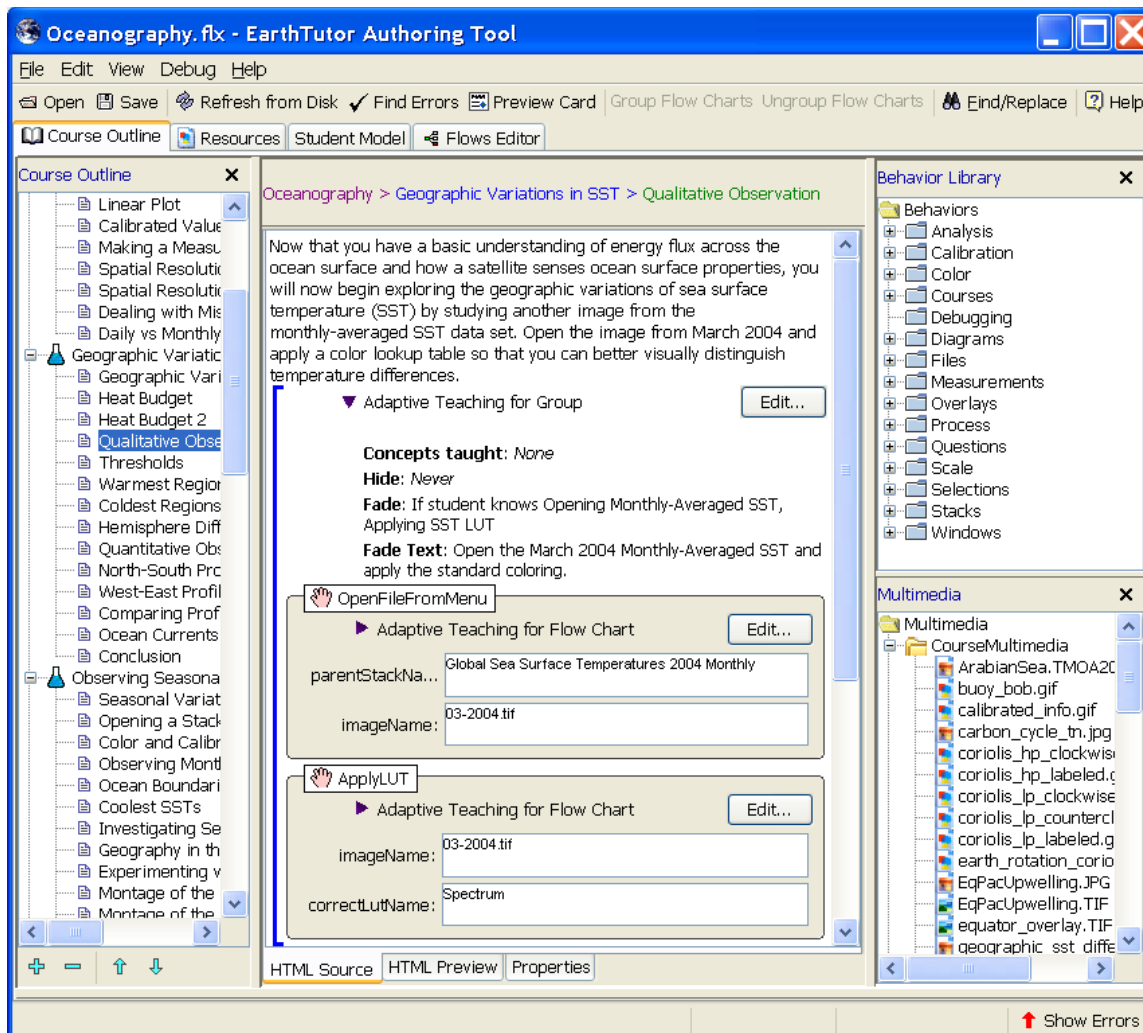 Oceanography.flx - EarthTutor Authoring Tool
File Edit View Debug Help
Open Save Refresh from Disk Find Errors Preview Card Group Flow Charts Ungroup Flow Charts Find/Replace Help
Course Outline Resources Student Model Flows Editor
Course Outline
Linear Plot
Calibrated Value
Making a Measu
Spatial Resolutic
Spatial Resolutic
Dealing with Mis
Daily vs Monthly
Geographic Variatic
Geographic Vari
Heat Budget
Heat Budget 2
Qualitative Obse
Thresholds
Warmest Region
Coldest Regions
Hemisphere Diff
Quantitative Obs
North-South Prc
West-East Profil
Comparing Prof
Ocean Currents
Conclusion
Observing Seasona
Seasonal Variat
Opening a Stack
Color and Calibr
Observing Mont
Ocean Boundari
Coolest SSTs
Investigating Se
Geography in th
Experimenting v
Montage of the
Montage of the
Oceanography > Geographic Variations in SST > Qualitative Observation
Now that you have a basic understanding of energy flux across the
ocean surface and how a satellite senses ocean surface properties, you
will now begin exploring the geographic variations of sea surface
temperature (SST) by studying another image from the
monthly-averaged SST data set. Open the image from March 2004 and
apply a color lookup table so that you can better visually distinguish
temperature differences.
Adaptive Teaching for Group Edit...
Concepts taught: None
Hide: Never
Fade: If student knows Opening Monthly-Averaged SST,
Applying SST LUT
Fade Text: Open the March 2004 Monthly-Averaged SST and
apply the standard coloring.
OpenFileFromMenu
Adaptive Teaching for Flow Chart Edit...
parentStackNa... Global Sea Surface Temperatures 2004 Monthly
imageName: 03-2004.tif
ApplyLUT
Adaptive Teaching for Flow Chart Edit...
imageName: 03-2004.tif
correctLutName: Spectrum
HTML Source HTML Preview Properties
Behavior Library
Behaviors
Analysis
Calibration
Color
Courses
Debugging
Diagrams
Files
Measurements
Overlays
Process
Questions
Scale
Selections
Stacks
Windows
Multimedia
Multimedia
CourseMultimedia
ArabianSea.TMOA20
buoy_bob.gif
calibrated_info.gif
carbon_cycle_tn.jpg
coriolis_hp_clockwise
coriolis_hp_labeled.g
coriolis_lp_clockwise
coriolis_lp_countercl
coriolis_lp_labeled.g
earth_rotation_corio
EqPacUpwelling.JPG
EqPacUpwelling.TIF
equator_overlay.TIF
geographic_sst_diffe
Show Errors